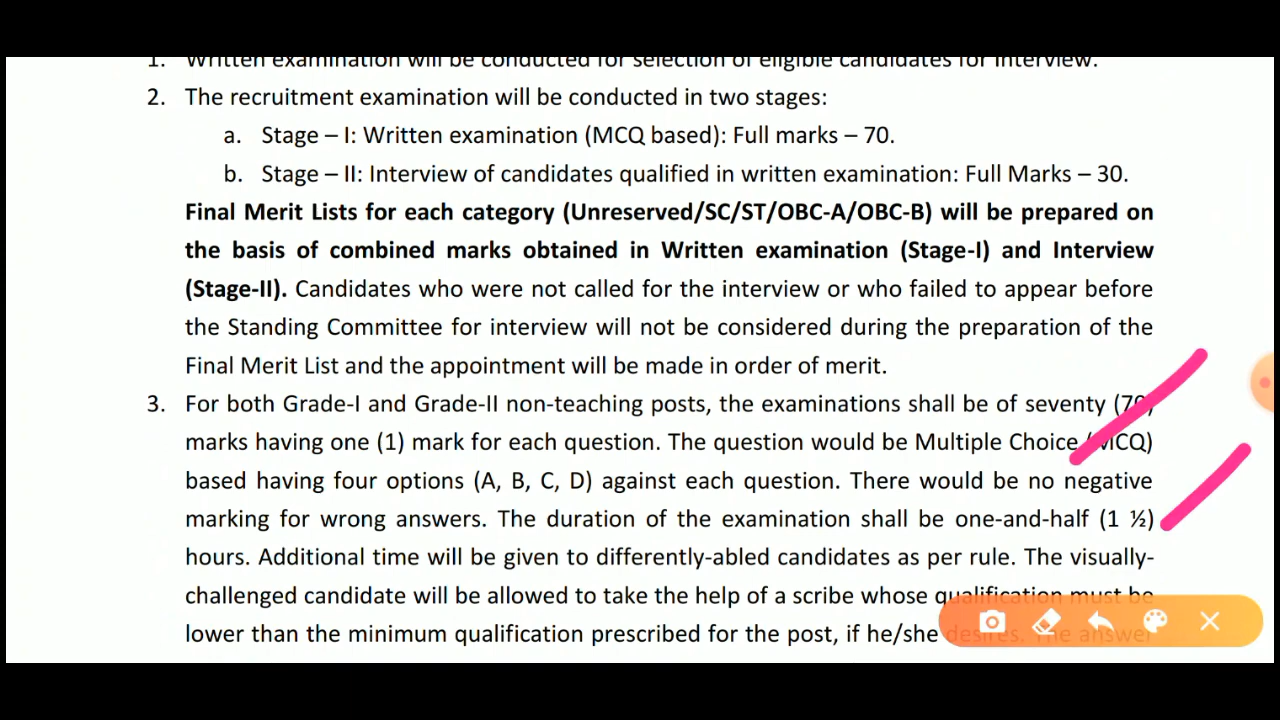 1. Written examination will be conducted for selection of eligible candidates for interview.
2. The recruitment examination will be conducted in two stages:
a. Stage – I: Written examination (MCQ based): Full marks – 70.
b. Stage – II: Interview of candidates qualified in written examination: Full Marks – 30.
Final Merit Lists for each category (Unreserved/SC/ST/OBC-A/OBC-B) will be prepared on
the basis of combined marks obtained in Written examination (Stage-I) and Interview
(Stage-II). Candidates who were not called for the interview or who failed to appear before
the Standing Committee for interview will not be considered during the preparation of the
Final Merit List and the appointment will be made in order of merit.
3. For both Grade-I and Grade-II non-teaching posts, the examinations shall be of seventy (70)
marks having one (1) mark for each question. The question would be Multiple Choice (MCQ)
based having four options (A, B, C, D) against each question. There would be no negative
marking for wrong answers. The duration of the examination shall be one-and-half (1 ½)
hours. Additional time will be given to differently-abled candidates as per rule. The visually-
challenged candidate will be allowed to take the help of a scribe whose qualification must be
lower than the minimum qualification prescribed for the post, if he/she desires. The answer